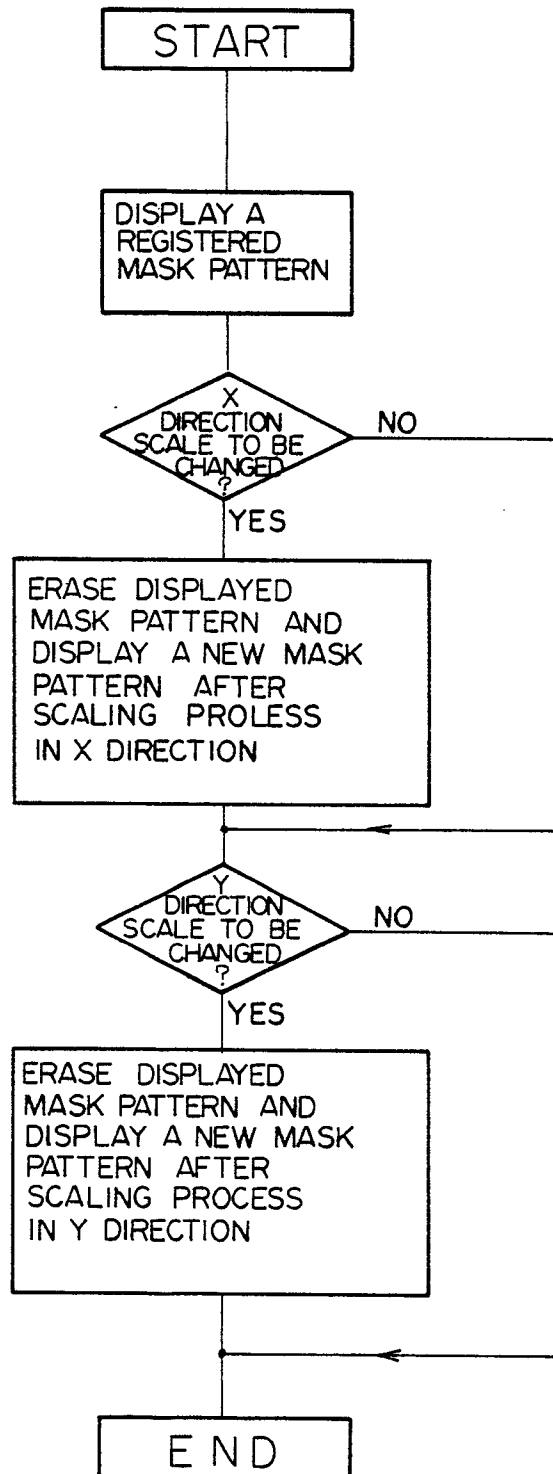 START
DISPLAY A
REGISTERED
MASK PATTERN
X
DIRECTION
SCALE TO BE
CHANGED
?
NO
YES
ERASE DISPLAYED
MASK PATTERN AND
DISPLAY A NEW MASK
PATTERN AFTER
SCALING PROLESS
IN X DIRECTION
Y
DIRECTION
SCALE TO BE
CHANGED
?
NO
YES
ERASE DISPLAYED
MASK PATTERN AND
DISPLAY A NEW MASK
PATTERN AFTER
SCALING PROCESS
IN Y DIRECTION
END